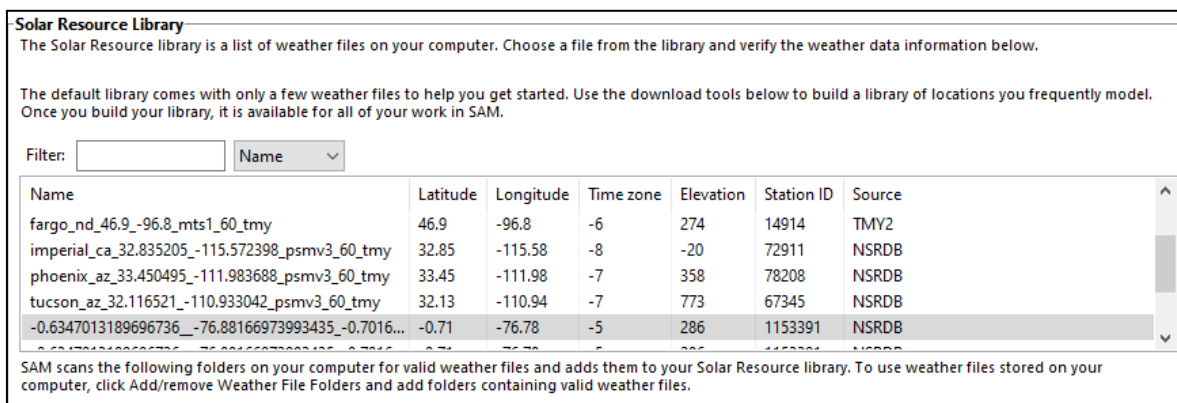 Solar Resource Library
The Solar Resource library is a list of weather files on your computer. Choose a file from the library and verify the weather data information below.
The default library comes with only a few weather files to help you get started. Use the download tools below to build a library of locations you frequently model.
Once you build your library, it is available for all of your work in SAM.
Filter: Name
Name Latitude Longitude Time zone Elevation Station ID Source
fargo_nd_46.9_-96.8_mts1_60_tmy 46.9 -96.8 -6 274 14914 TMY2
imperial_ca_32.835205_-115.572398_psmv3_60_tmy 32.85 -115.58 -8 -20 72911 NSRDB
phoenix_az_33.450495_-111.983688_psmv3_60_tmy 33.45 -111.98 -7 358 78208 NSRDB
tucson_az_32.116521_-110.933042_psmv3_60_tmy 32.13 -110.94 -7 773 67345 NSRDB
-0.6347013189696736__-76.88166973993435_-0.7016... -0.71 -76.78 -5 286 1153391 NSRDB
SAM scans the following folders on your computer for valid weather files and adds them to your Solar Resource library. To use weather files stored on your
computer, click Add/remove Weather File Folders and add folders containing valid weather files.